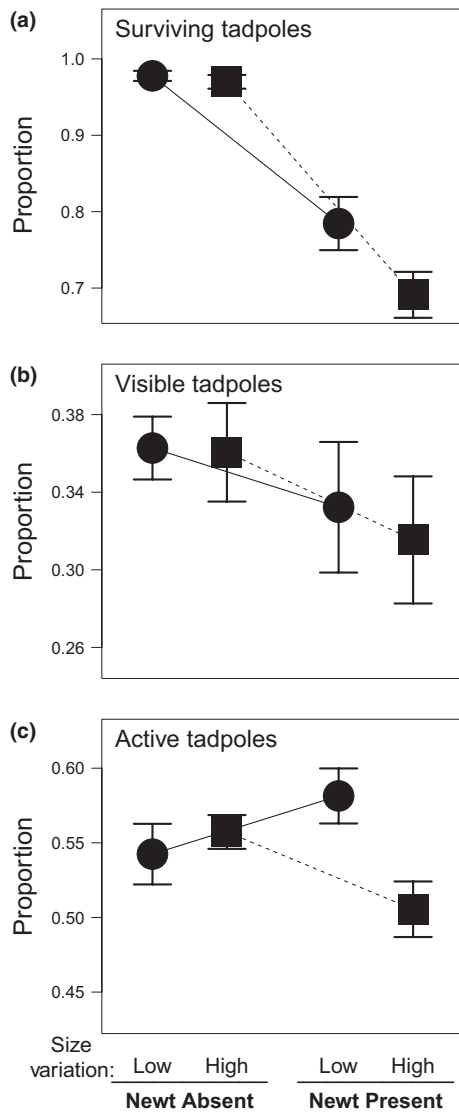 (a)
Surviving tadpoles
1.0
0.9
0.8
0.7
Proportion
(b)
Visible tadpoles
0.38
0.34
0.30
0.26
Proportion
(c)
Active tadpoles
0.60
0.55
0.50
0.45
Proportion
Size
variation: Low High Low High
Newt Absent Newt Present